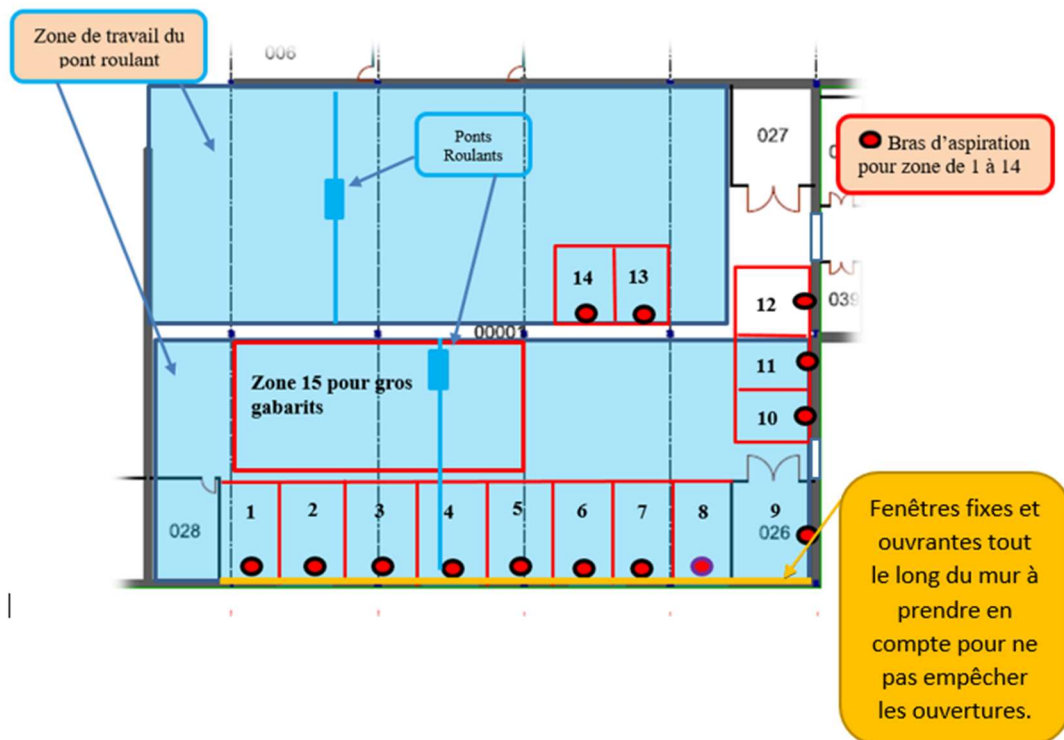 Zone de travail du
pont roulant
006
Ponts
Roulants
027
Bras d’aspiration
pour zone de 1 à 14
14
13
12
039
00001
11
Zone 15 pour gros
gabarits
10
028
1
2
3
4
5
6
7
8
9
026
Fenêtres fixes et
ouvrantes tout
le long du mur à
prendre en
compte pour ne
pas empêcher
les ouvertures.